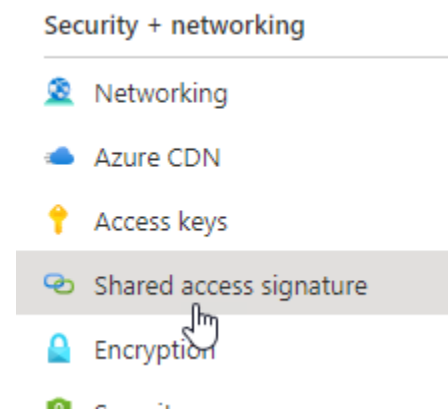 Security + networking
Networking
Azure CDN
Access keys
Shared access signature
Encryption